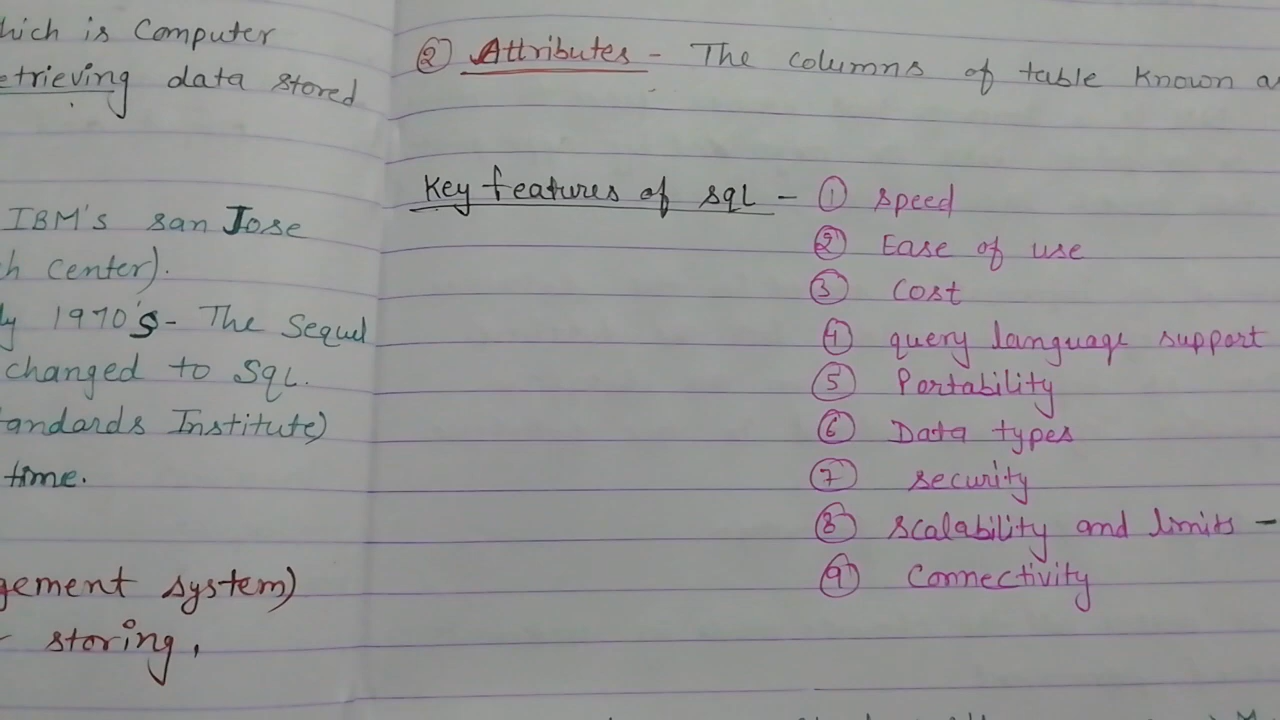 hich is Computer
etrieving data stored
IBM's san Jose
h center).
y 1970's- The Sequel
changed to SQL.
andards Institute)
time.
gement system)
storing,
② Attributes - The columns of table known a
Key features of SQL - ① speed
② Ease of use
③ Cost
④ query language support
⑤ Portability
⑥ Data types
⑦ security
⑧ scalability and limits -
⑨ Connectivity